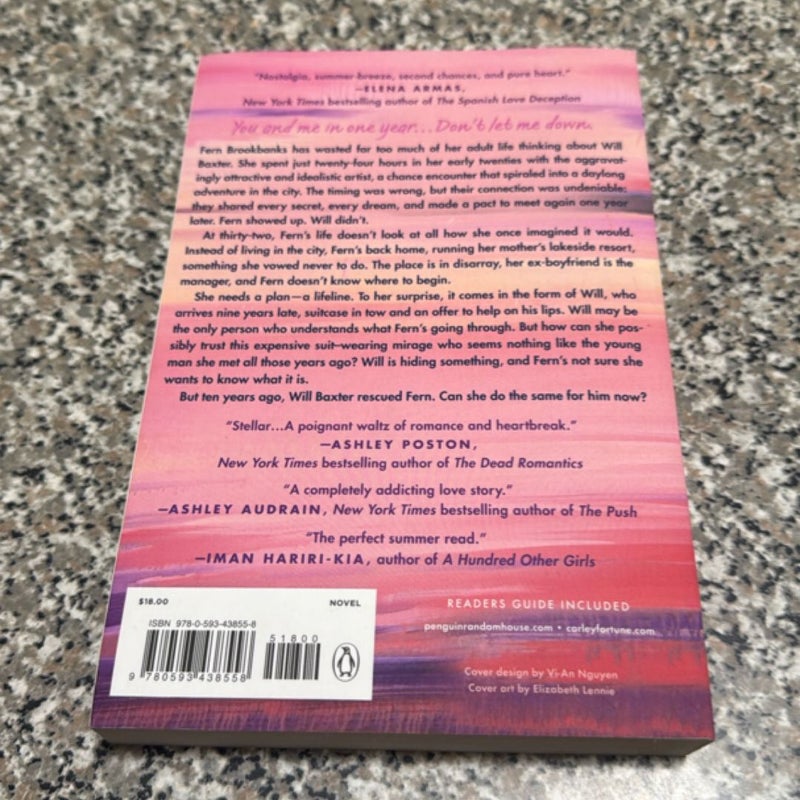 "Nostalgia, summer breeze, second chances, and pure heart."
—ELENA ARMAS,
New York Times bestselling author of The Spanish Love Deception
You and me in one year...Don't let me down.
Fern Brookbanks has wasted far too much of her adult life thinking about Will
Baxter. She spent just twenty-four hours in her early twenties with the aggravat-
ingly attractive and idealistic artist, a chance encounter that spiraled into a daylong
adventure in the city. The timing was wrong, but their connection was undeniable:
they shared every secret, every dream, and made a pact to meet again one year
later. Fern showed up. Will didn't.
At thirty-two, Fern's life doesn't look at all how she once imagined it would.
Instead of living in the city, Fern's back home, running her mother's lakeside resort,
something she vowed never to do. The place is in disarray, her ex-boyfriend is the
manager, and Fern doesn't know where to begin.
She needs a plan—a lifeline. To her surprise, it comes in the form of Will, who
arrives nine years late, suitcase in tow and an offer to help on his lips. Will may be
the only person who understands what Fern's going through. But how can she pos-
sibly trust this expensive suit-wearing mirage who seems nothing like the young
man she met all those years ago? Will is hiding something, and Fern's not sure she
wants to know what it is.
But ten years ago, Will Baxter rescued Fern. Can she do the same for him now?
"Stellar...A poignant waltz of romance and heartbreak."
—ASHLEY POSTON,
New York Times bestselling author of The Dead Romantics
"A completely addicting love story."
—ASHLEY AUDRAIN, New York Times bestselling author of The Push
"The perfect summer read."
—IMAN HARIRI-KIA, author of A Hundred Other Girls
$18.00 NOVEL
ISBN 978-0-593-43855-8
51800
9 780593 438558
READERS GUIDE INCLUDED
penguinrandomhouse.com • carleyfortune.com
Cover design by Vi-An Nguyen
Cover art by Elizabeth Lennie